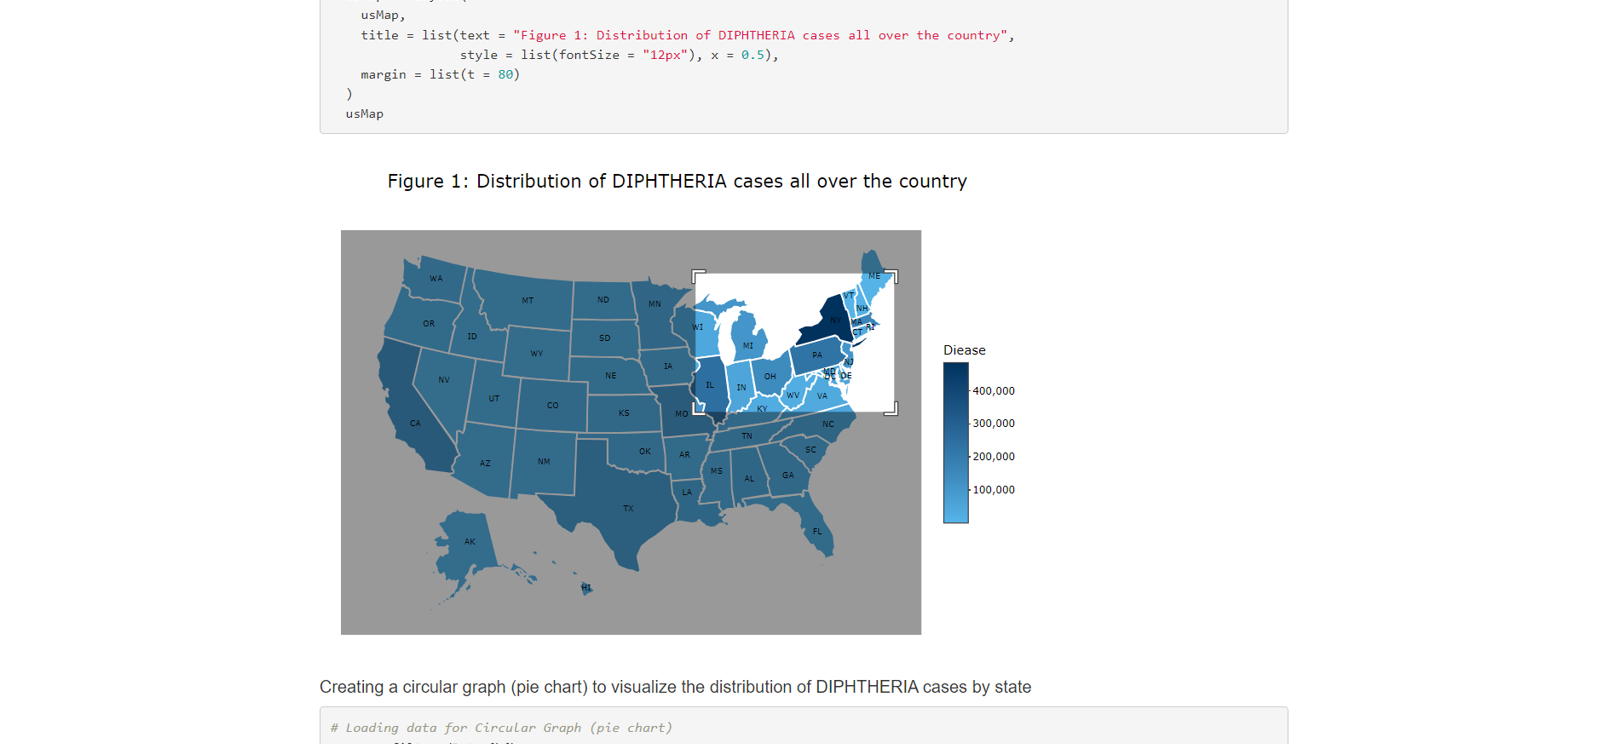 usMap,
title = list(text = "Figure 1: Distribution of DIPHTHERIA cases all over the country",
style = list(fontSize = "12px"), x = 0.5),
margin = list(t = 80)
)
usMap
Figure 1: Distribution of DIPHTHERIA cases all over the country
WA
ME
MT
ND
MN
VT
NH
OR
ID
SD
WI
NY
MA
RI
CT
WY
MI
PA
NJ
Diease
NV
NE
IA
IL
IN
OH
MD
DC
DE
400,000
UT
CO
KS
MO
KY
WV
VA
CA
NC
300,000
AZ
NM
OK
AR
TN
SC
200,000
MS
AL
GA
LA
100,000
TX
FL
AK
HI
Creating a circular graph (pie chart) to visualize the distribution of DIPHTHERIA cases by state
# Loading data for Circular Graph (pie chart)